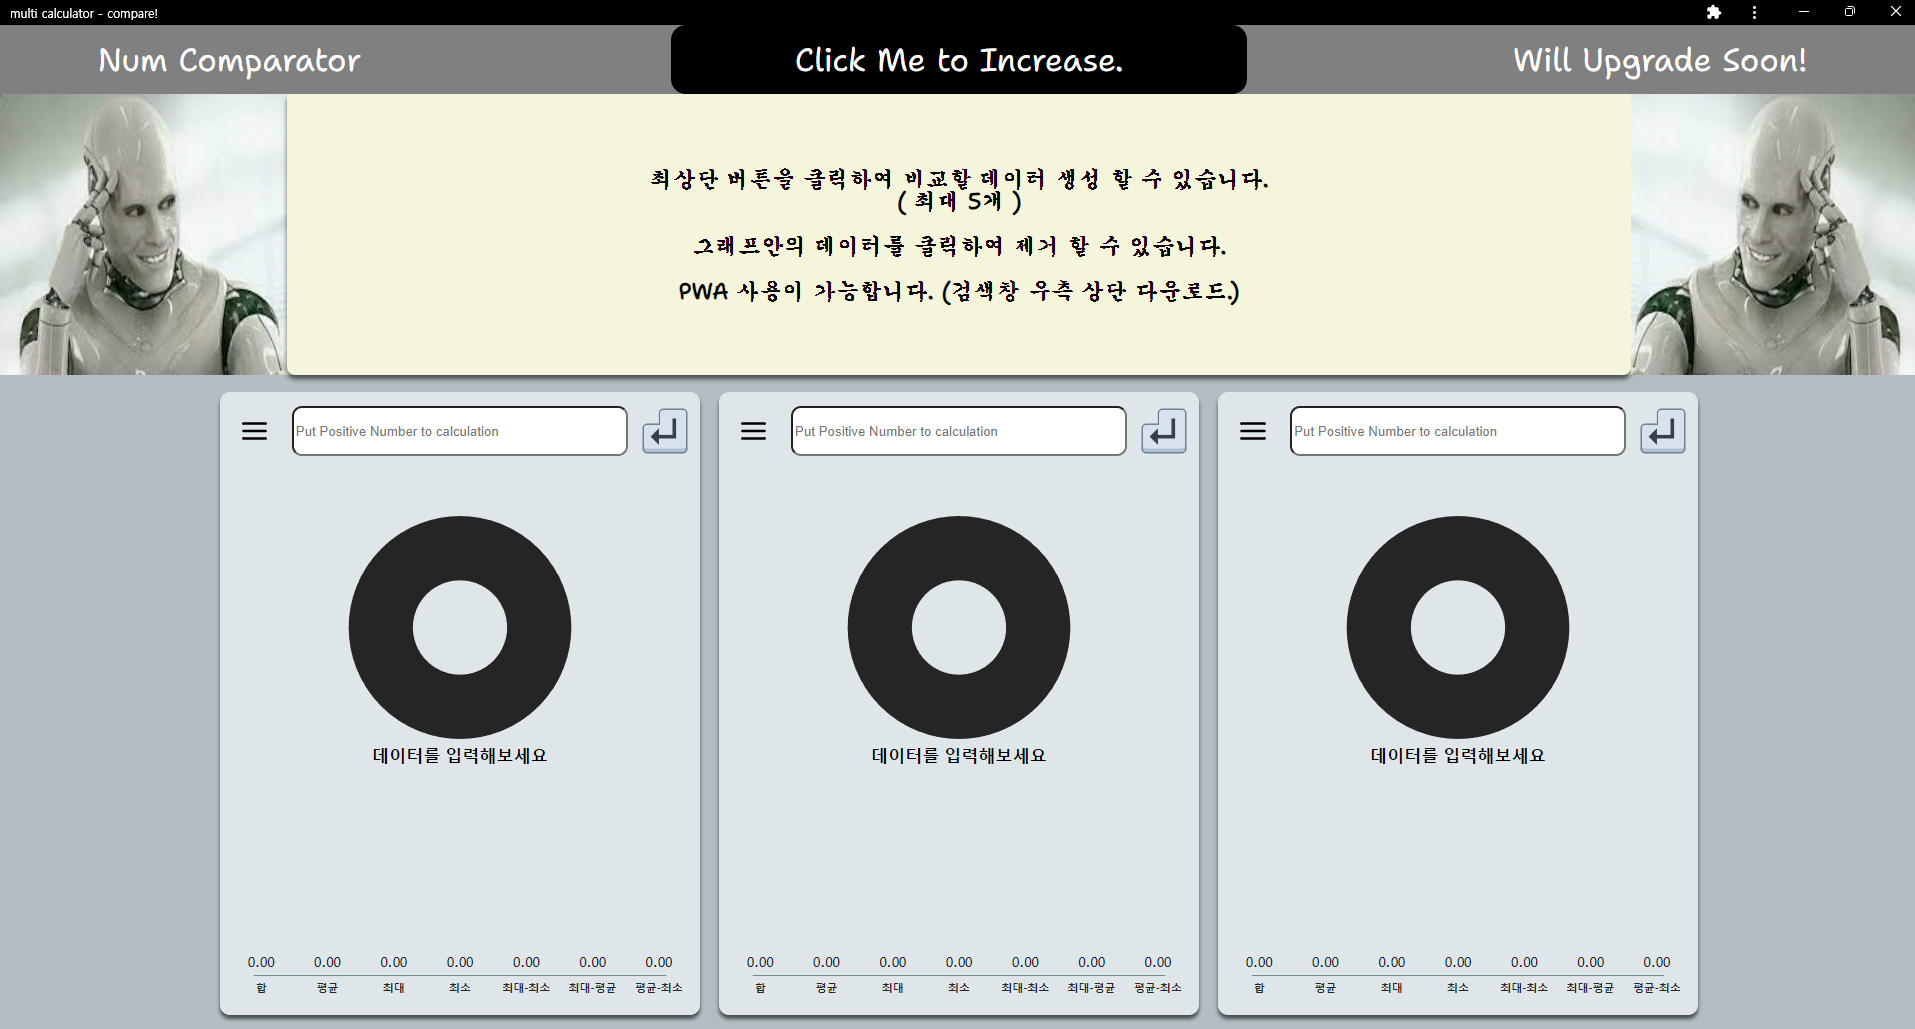 multi calculator - compare!
Num Comparator
Click Me to Increase.
Will Upgrade Soon!
최상단 버튼을 클릭하여 비교할 데이터 생성 할 수 있습니다.
( 최대 5개 )
그래프안의 데이터를 클릭하여 제거 할 수 있습니다.
PWA 사용이 가능합니다. (검색창 우측 상단 다운로드.)
Put Positive Number to calculation
Put Positive Number to calculation
Put Positive Number to calculation
데이터를 입력해보세요
데이터를 입력해보세요
데이터를 입력해보세요
0.00 0.00 0.00 0.00 0.00 0.00 0.00
합 평균 최대 최소 최대-최소 최대-평균 평균-최소
0.00 0.00 0.00 0.00 0.00 0.00 0.00
합 평균 최대 최소 최대-최소 최대-평균 평균-최소
0.00 0.00 0.00 0.00 0.00 0.00 0.00
합 평균 최대 최소 최대-최소 최대-평균 평균-최소